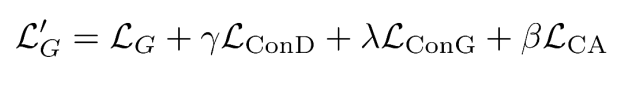 ℒ′_G = ℒ_G + γℒ_ConD + λℒ_ConG + βℒ_CA